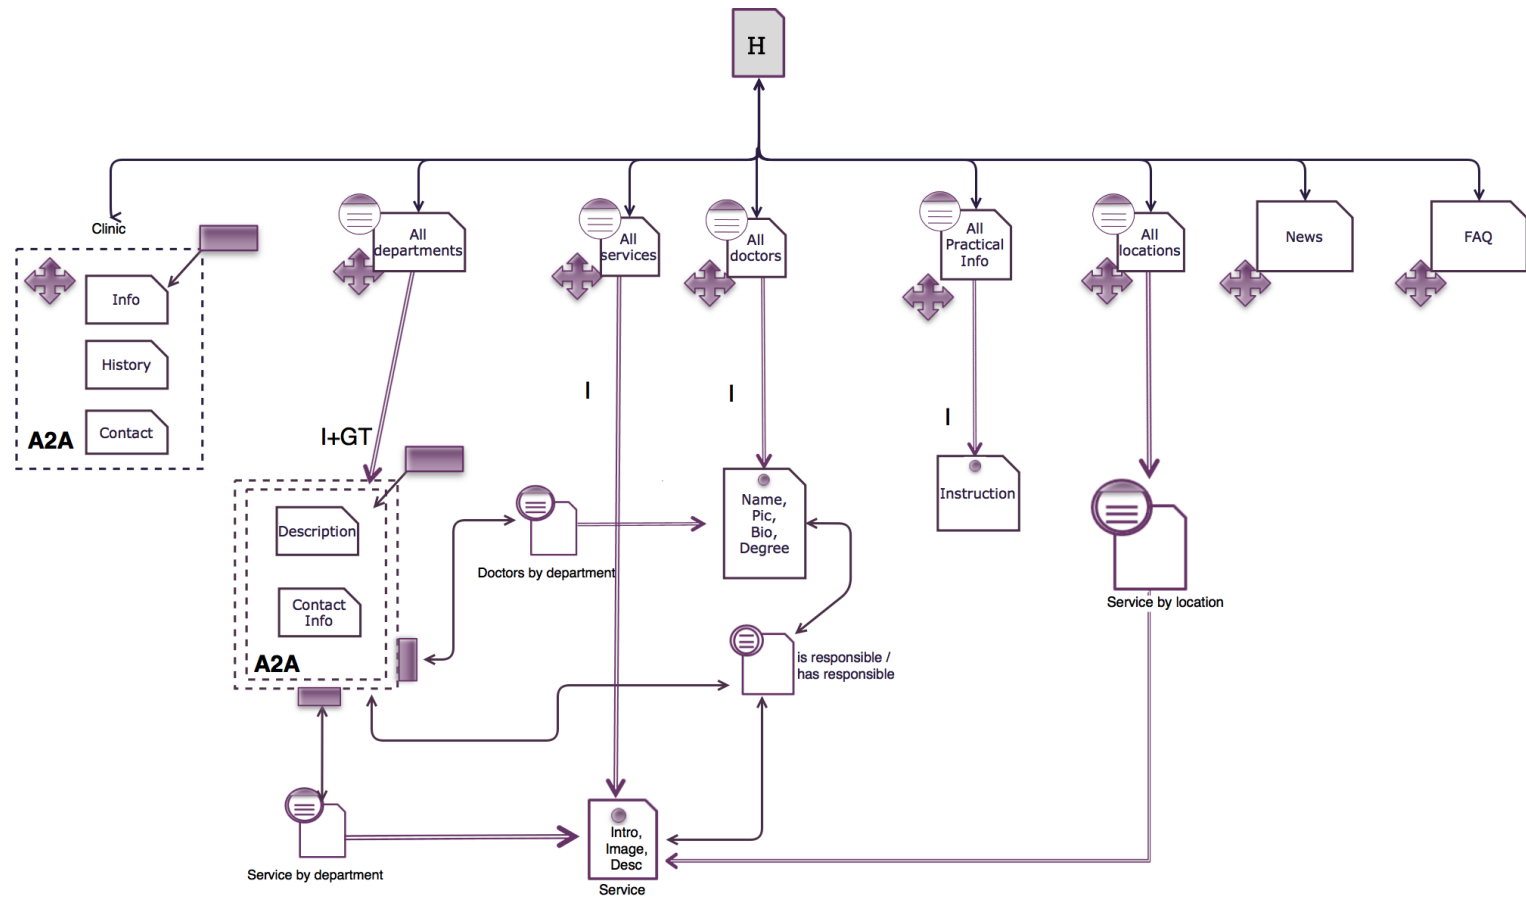 H
Clinic
All
departments
All
services
All
doctors
All
Practical
Info
All
locations
News
FAQ
Info
History
Contact
A2A
I+GT
I
I
I
Description
Contact
Info
A2A
Doctors by department
Name,
Pic,
Bio,
Degree
Instruction
Service by location
is responsible /
has responsible
Service by department
Intro,
Image,
Desc
Service